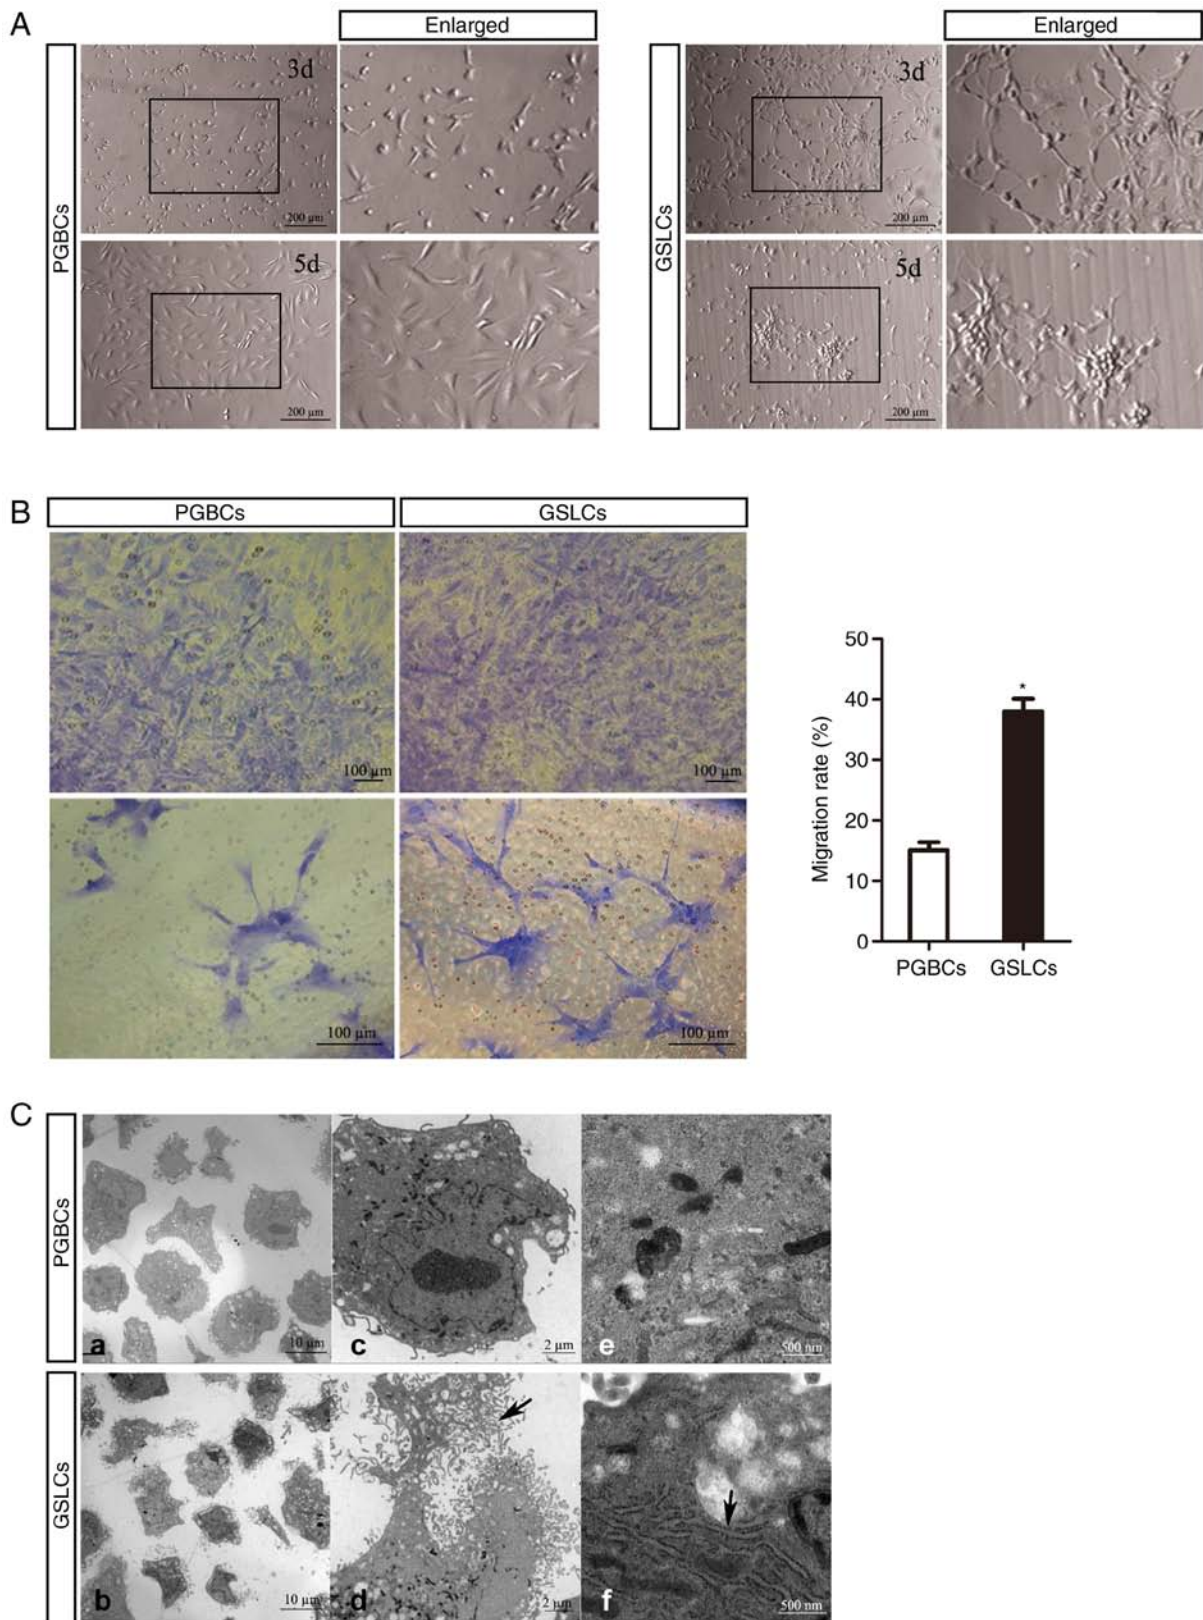 A
Enlarged
Enlarged
PGBCs
3d
200 µm
5d
200 µm
GSLCs
3d
200 µm
5d
200 µm
B
PGBCs
GSLCs
100 µm
100 µm
100 µm
100 µm
Migration rate (%)
50
40
30
20
10
0
*
PGBCs
GSLCs
C
PGBCs
a
10 µm
c
2 µm
e
500 nm
GSLCs
b
10 µm
d
2 µm
f
500 nm